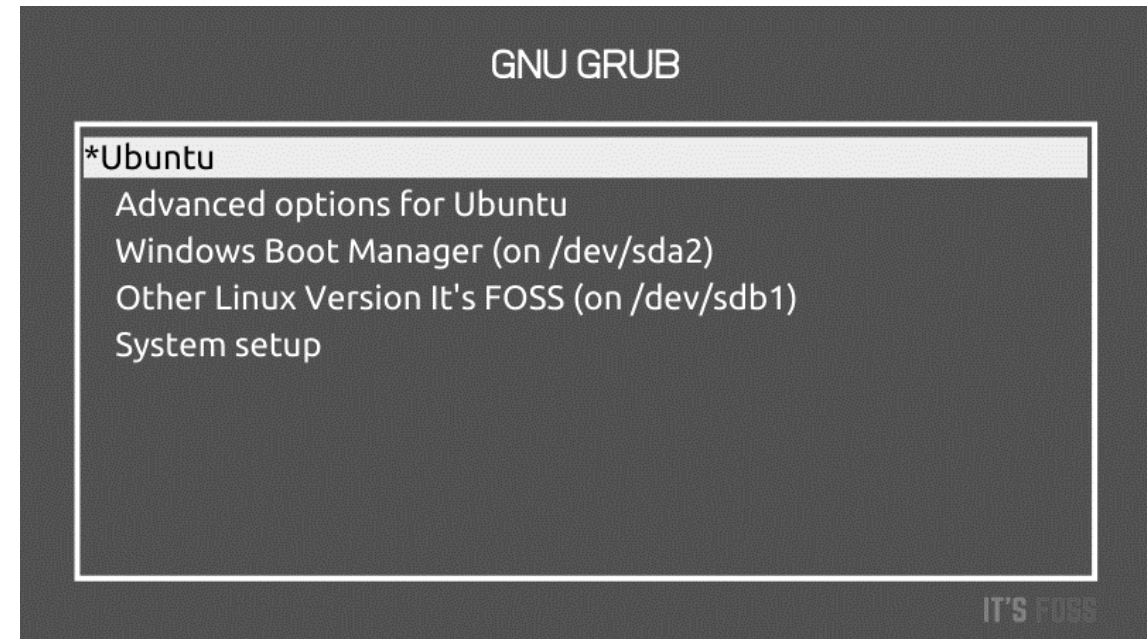 GNU GRUB
*Ubuntu
Advanced options for Ubuntu
Windows Boot Manager (on /dev/sda2)
Other Linux Version It's FOSS (on /dev/sdb1)
System setup
IT'S FOSS